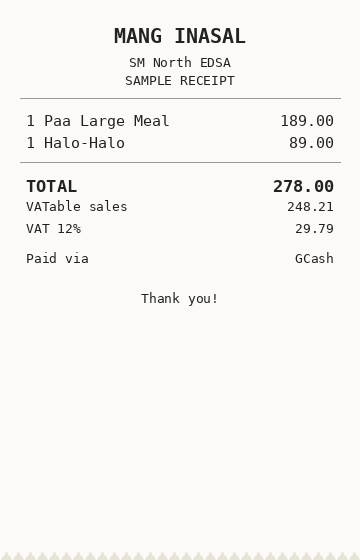 MANG INASAL
SM North EDSA
SAMPLE RECEIPT
1 Paa Large Meal 189.00
1 Halo-Halo 89.00
TOTAL 278.00
VATable sales 248.21
VAT 12% 29.79
Paid via GCash
Thank you!